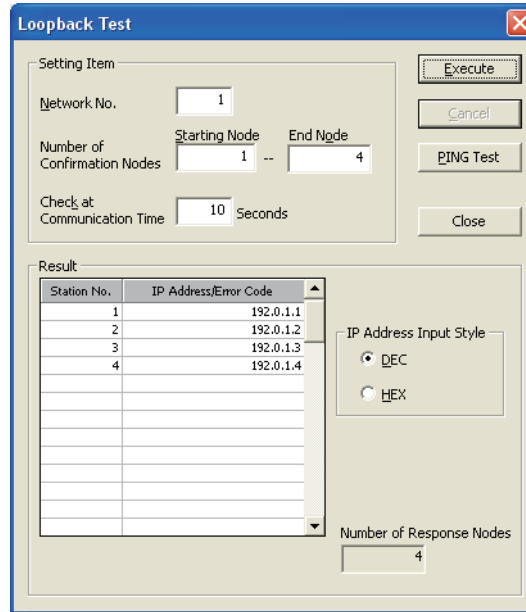 Loopback Test
Setting Item
Network No. 1
Starting Node End Node
Number of
Confirmation Nodes 1 -- 4
Check at
Communication Time 10 Seconds
Execute
Cancel
PING Test
Close
Result
Station No. IP Address/Error Code
1 192.0.1.1
2 192.0.1.2
3 192.0.1.3
4 192.0.1.4
IP Address Input Style
DEC
HEX
Number of Response Nodes
4